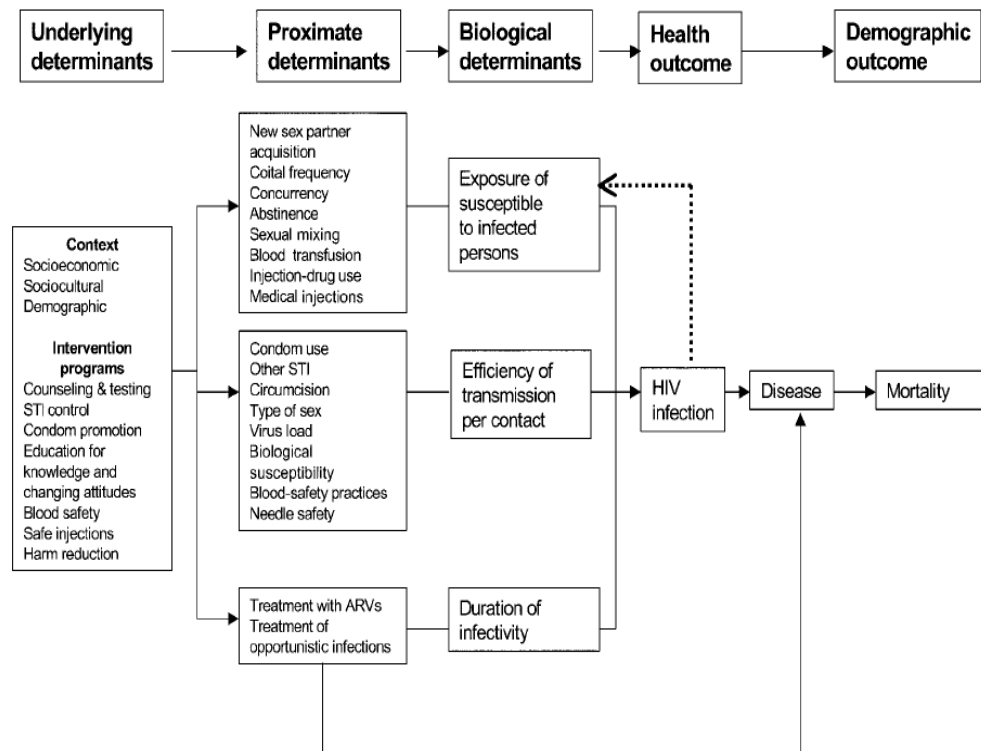 Underlying
determinants
Proximate
determinants
Biological
determinants
Health
outcome
Demographic
outcome
Context
Socioeconomic
Sociocultural
Demographic
Intervention
programs
Counseling & testing
STI control
Condom promotion
Education for
knowledge and
changing attitudes
Blood safety
Safe injections
Harm reduction
New sex partner
acquisition
Coital frequency
Concurrency
Abstinence
Sexual mixing
Blood transfusion
Injection-drug use
Medical injections
Condom use
Other STI
Circumcision
Type of sex
Virus load
Biological
susceptibility
Blood-safety practices
Needle safety
Treatment with ARVs
Treatment of
opportunistic infections
Exposure of
susceptible
to infected
persons
Efficiency of
transmission
per contact
Duration of
infectivity
HIV
infection
Disease
Mortality